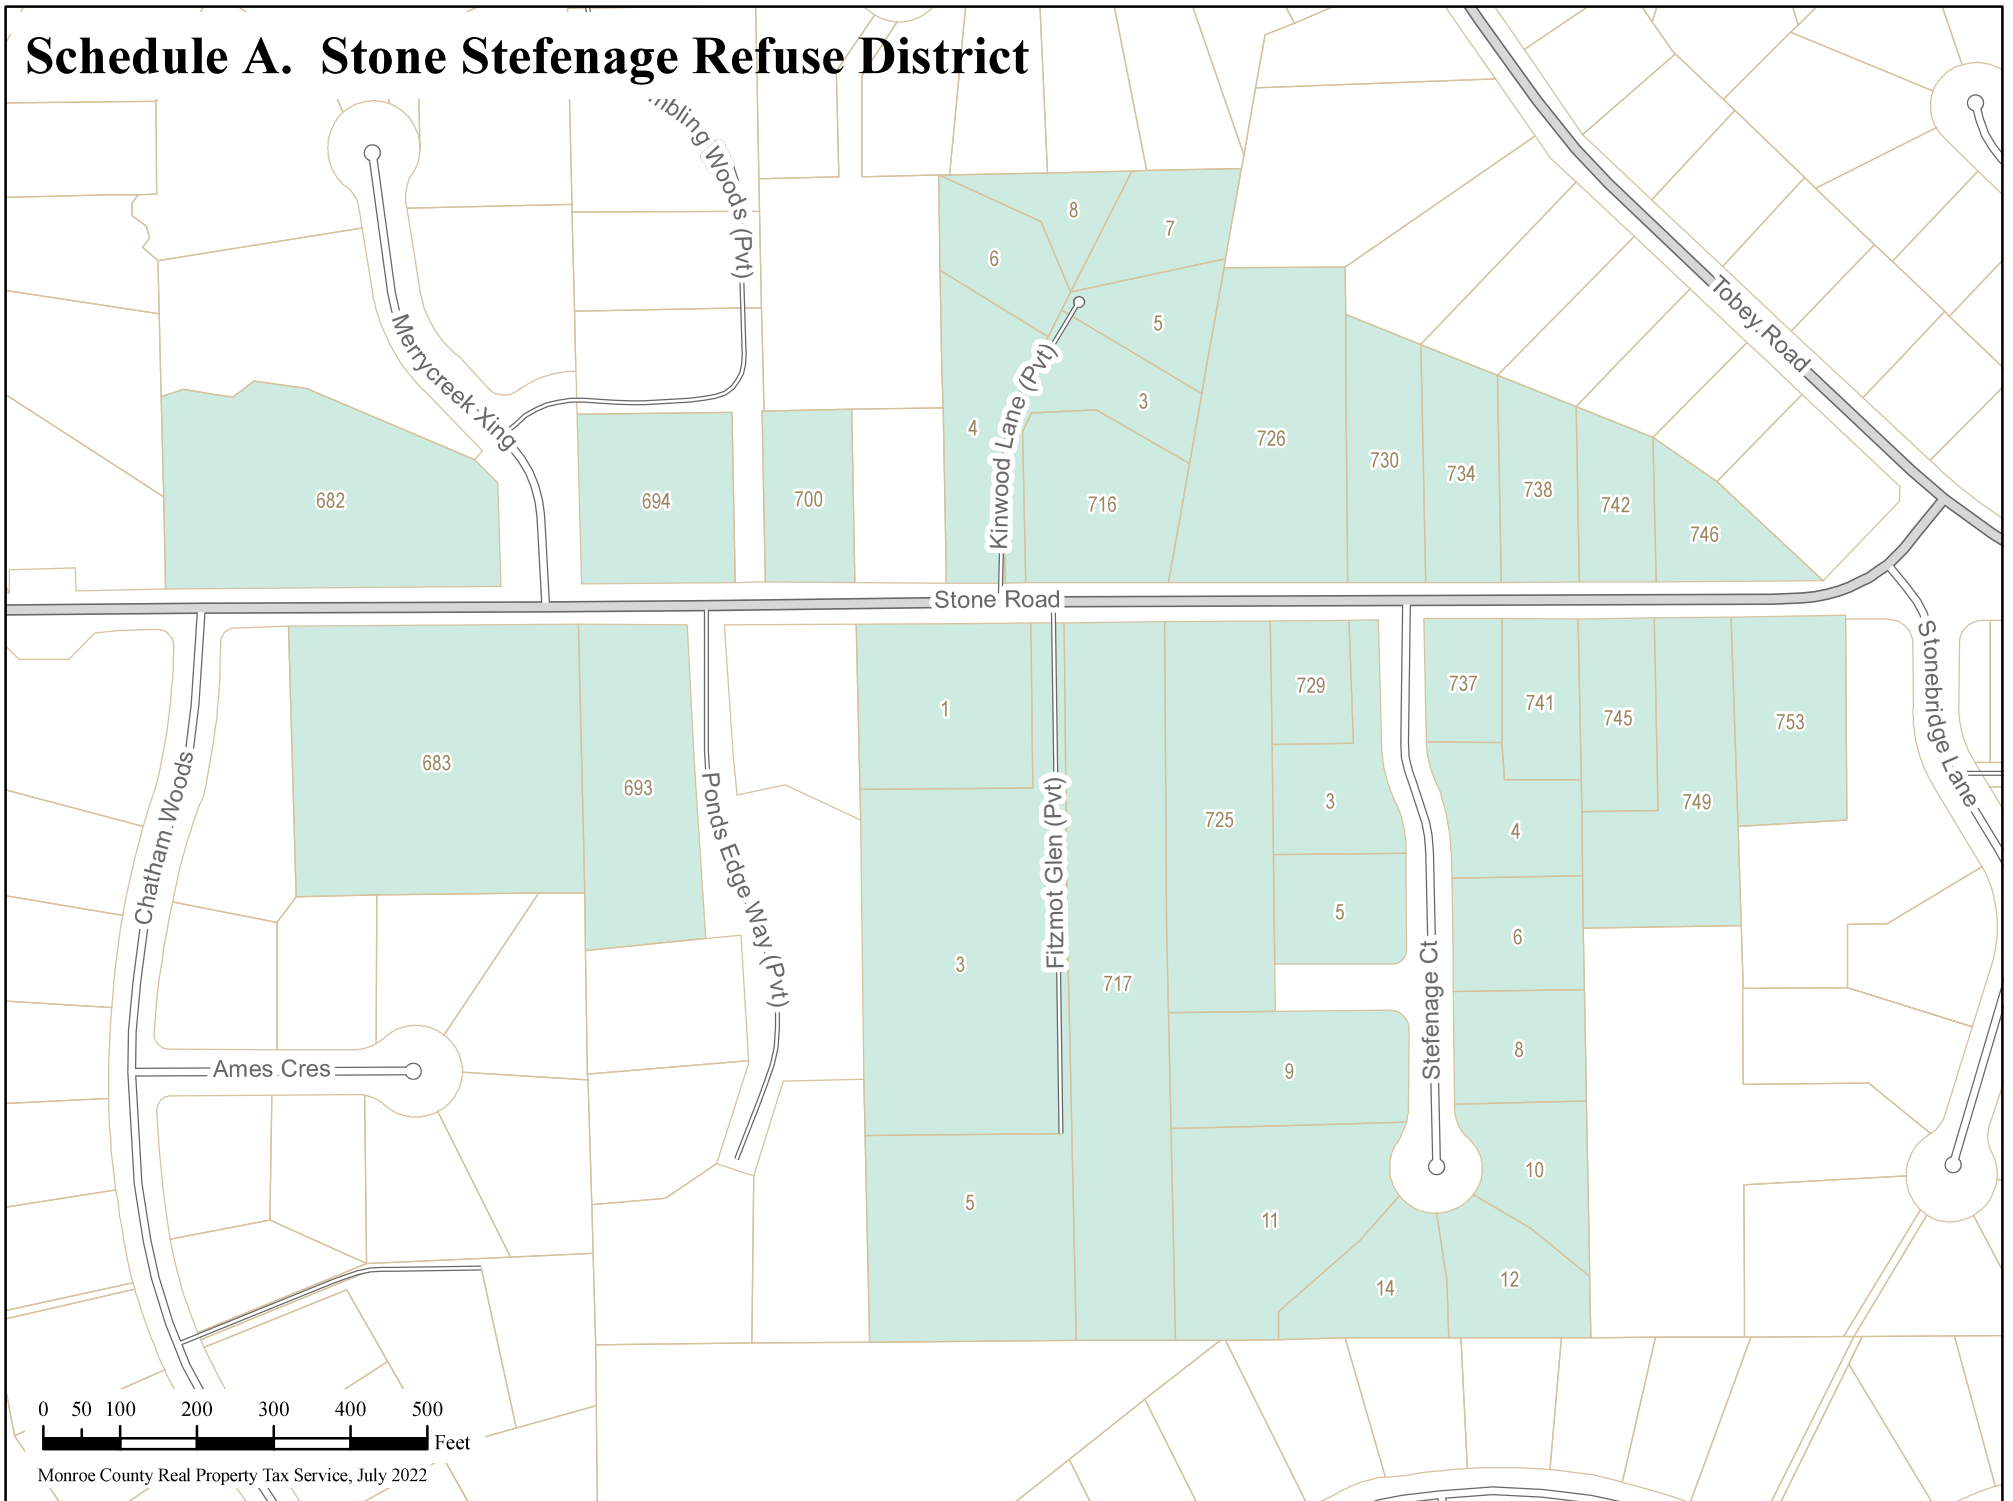 Schedule A.  Stone Stefenage Refuse District
mbling Woods (Pvt)
8
7
6
Tobey Road
Merrycreek Xing
5
Kinwood Lane (Pvt)
3
4
726
730
734
738
742
746
682
694
700
716
Stone Road
Stonebridge Lane
1
729
737
741
745
753
683
693
Chatham Woods
Ponds Edge Way (Pvt)
Fitzmot Glen (Pvt)
725
3
4
749
5
6
3
717
Stefenage Ct
8
Ames Cres
9
10
5
11
14
12
0 50 100 200 300 400 500
Feet
Monroe County Real Property Tax Service, July 2022